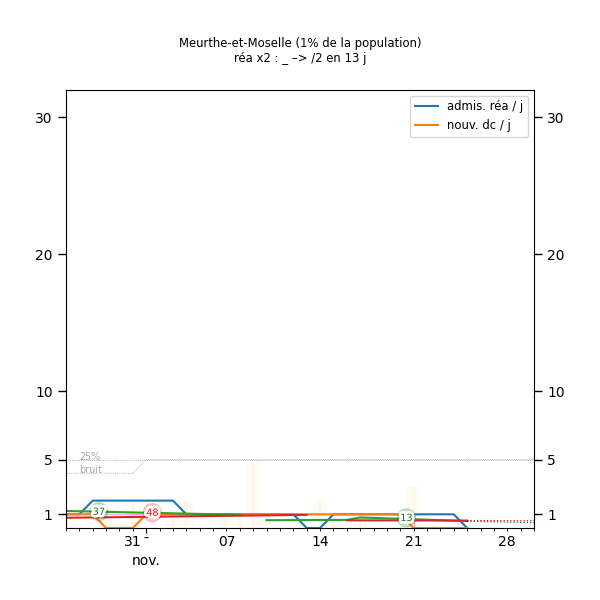 Meurthe-et-Moselle (1% de la population)
réa x2 : _ –> /2 en 13 j
admis. réa / j
nouv. dc / j
30 30
20 20
10 10
5 5
1 1
25%
bruit
37 48 13
31 - 07 14 21 28
nov.